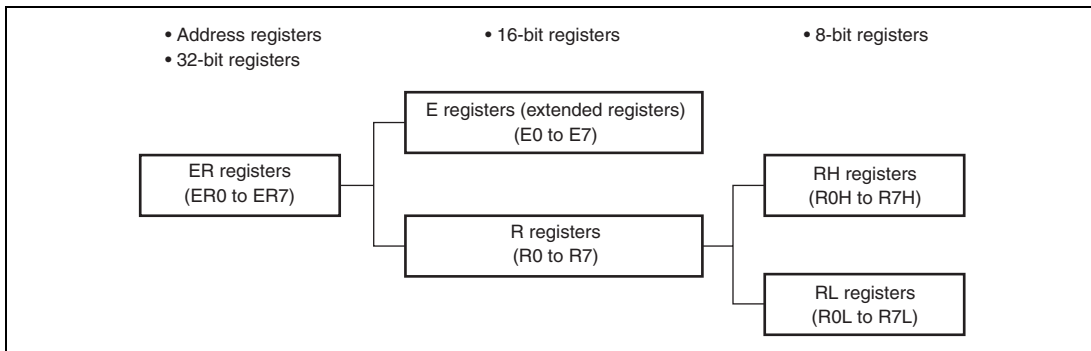 • Address registers
• 32-bit registers
• 16-bit registers
• 8-bit registers
E registers (extended registers)
(E0 to E7)
ER registers
(ER0 to ER7)
RH registers
(R0H to R7H)
R registers
(R0 to R7)
RL registers
(R0L to R7L)